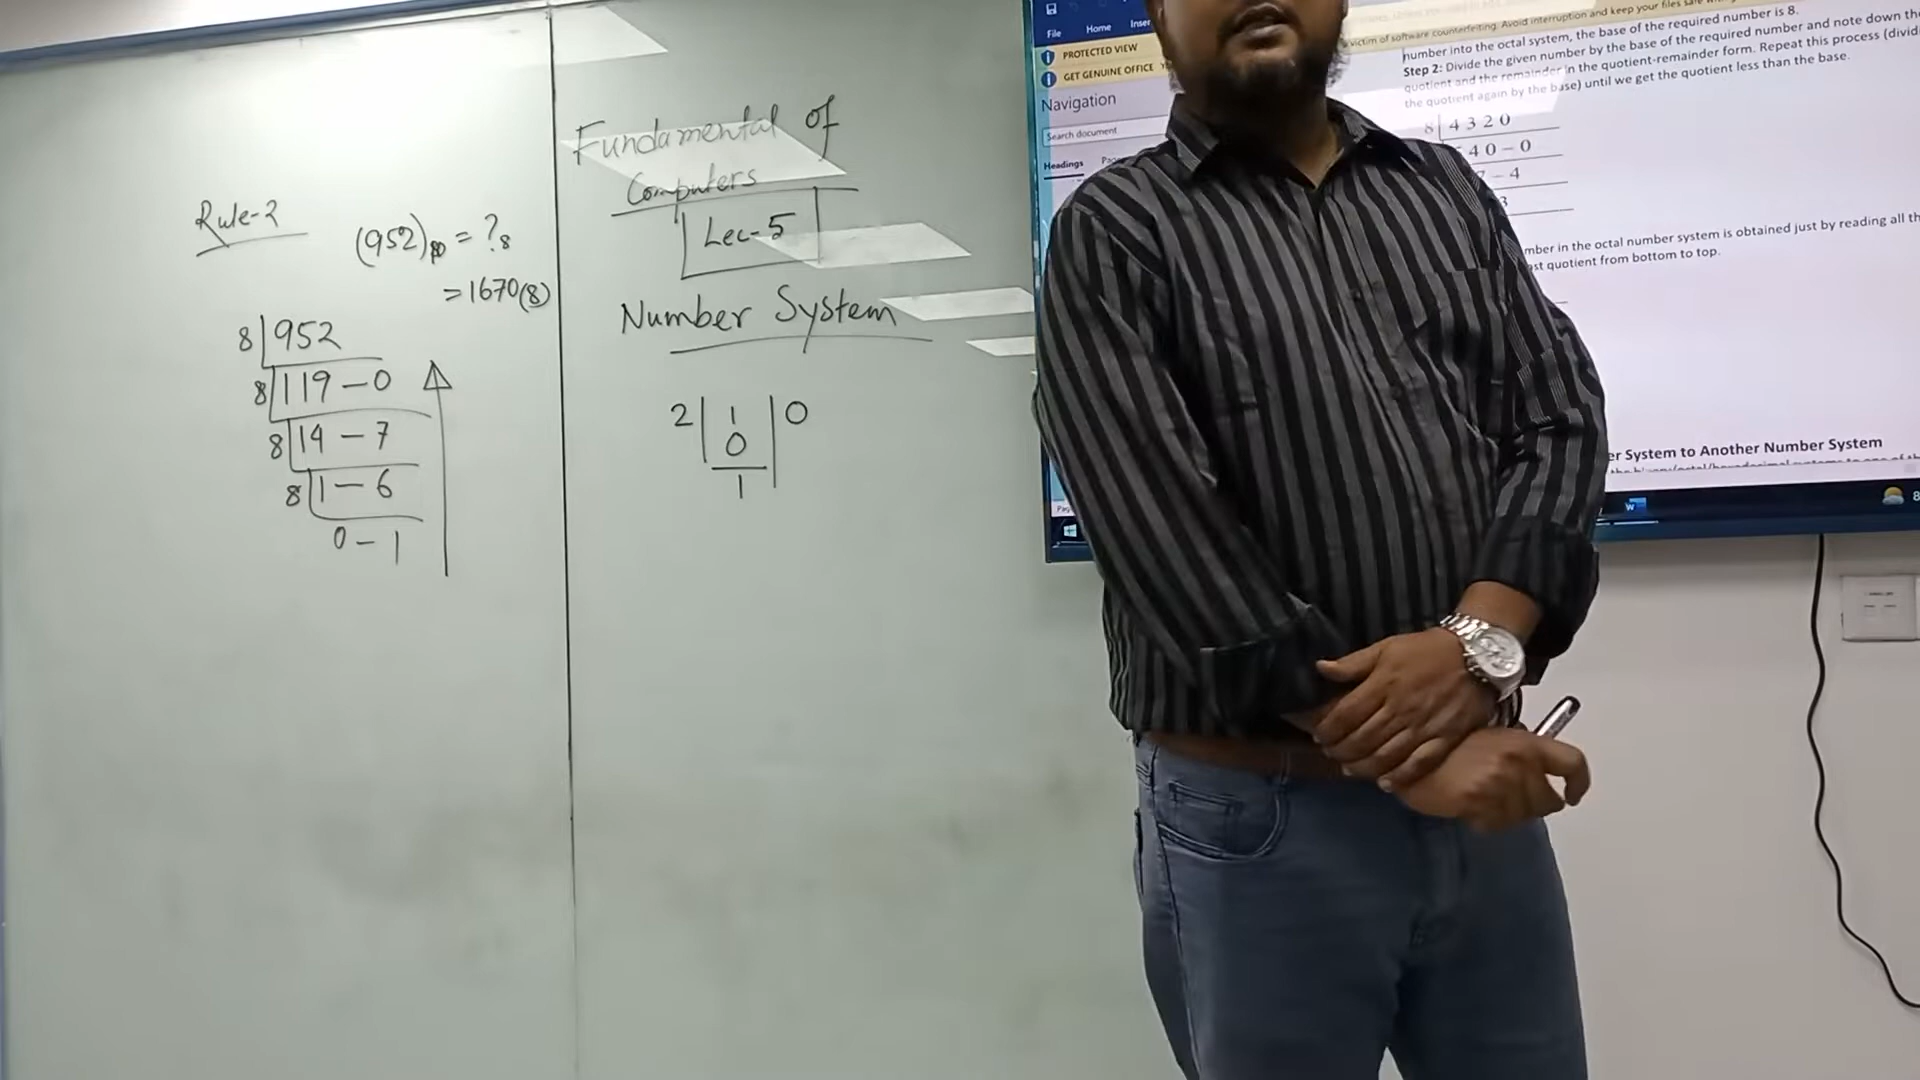 Rule-2
(952)10 = ?8
= 1670(8)
8 952
8 119 - 0
8 14 - 7
8 1 - 6
0 - 1
Fundamental of
Computers
Lec-5
Number System
2 1 0
0
1
File Home Inser
PROTECTED VIEW
victim of software counterfeiting. Avoid interruption and keep your files safe
GET GENUINE OFFICE
Navigation
Search document
Headings
number into the octal system, the base of the required number is 8.
Step 2: Divide the given number by the base of the required number and note down the
quotient and the remainder in the quotient-remainder form. Repeat this process (dividi
the quotient again by the base) until we get the quotient less than the base.
8 4 3 2 0
4 0 - 0
- 4
3
mber in the octal number system is obtained just by reading all th
st quotient from bottom to top.
er System to Another Number System